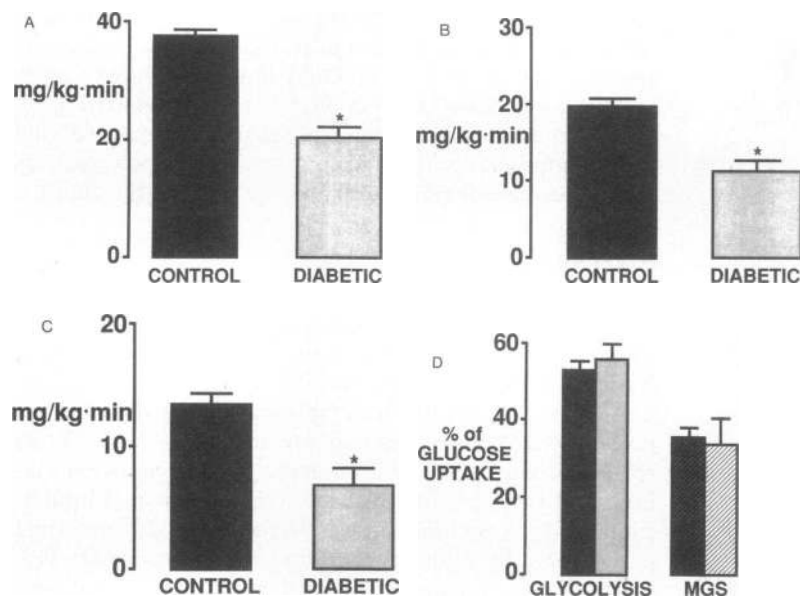 A
40
mg/kg·min
20
*
0
CONTROL DIABETIC
B
30
20
mg/kg·min
10
*
0
CONTROL DIABETIC
C
20
mg/kg·min
10
*
0
CONTROL DIABETIC
D
60
40
% of
GLUCOSE
UPTAKE
20
0
GLYCOLYSIS MGS